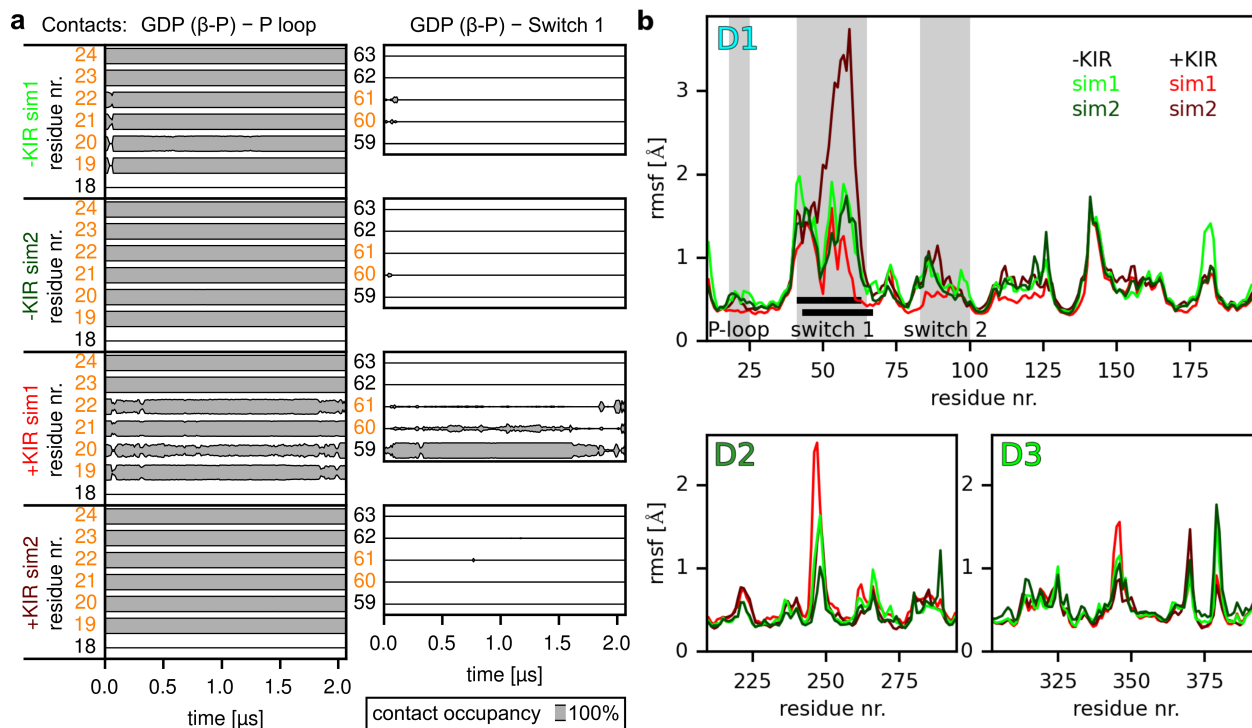 a
Contacts: GDP (β-P) − P loop
GDP (β-P) − Switch 1
-KIR sim1
residue nr.
24
23
22
21
20
19
18
63
62
61
60
59
-KIR sim2
residue nr.
24
23
22
21
20
19
18
63
62
61
60
59
+KIR sim1
residue nr.
24
23
22
21
20
19
18
63
62
61
60
59
+KIR sim2
residue nr.
24
23
22
21
20
19
18
63
62
61
60
59
0.0 0.5 1.0 1.5 2.0
time [µs]
0.0 0.5 1.0 1.5 2.0
time [µs]
contact occupancy 100%
b
D1
-KIR +KIR
sim1 sim1
sim2 sim2
rmsf [Å]
3
2
1
0
P-loop switch 1 switch 2
25 50 75 100 125 150 175
residue nr.
D2
rmsf [Å]
2
1
0
225 250 275
residue nr.
D3
2
1
0
325 350 375
residue nr.